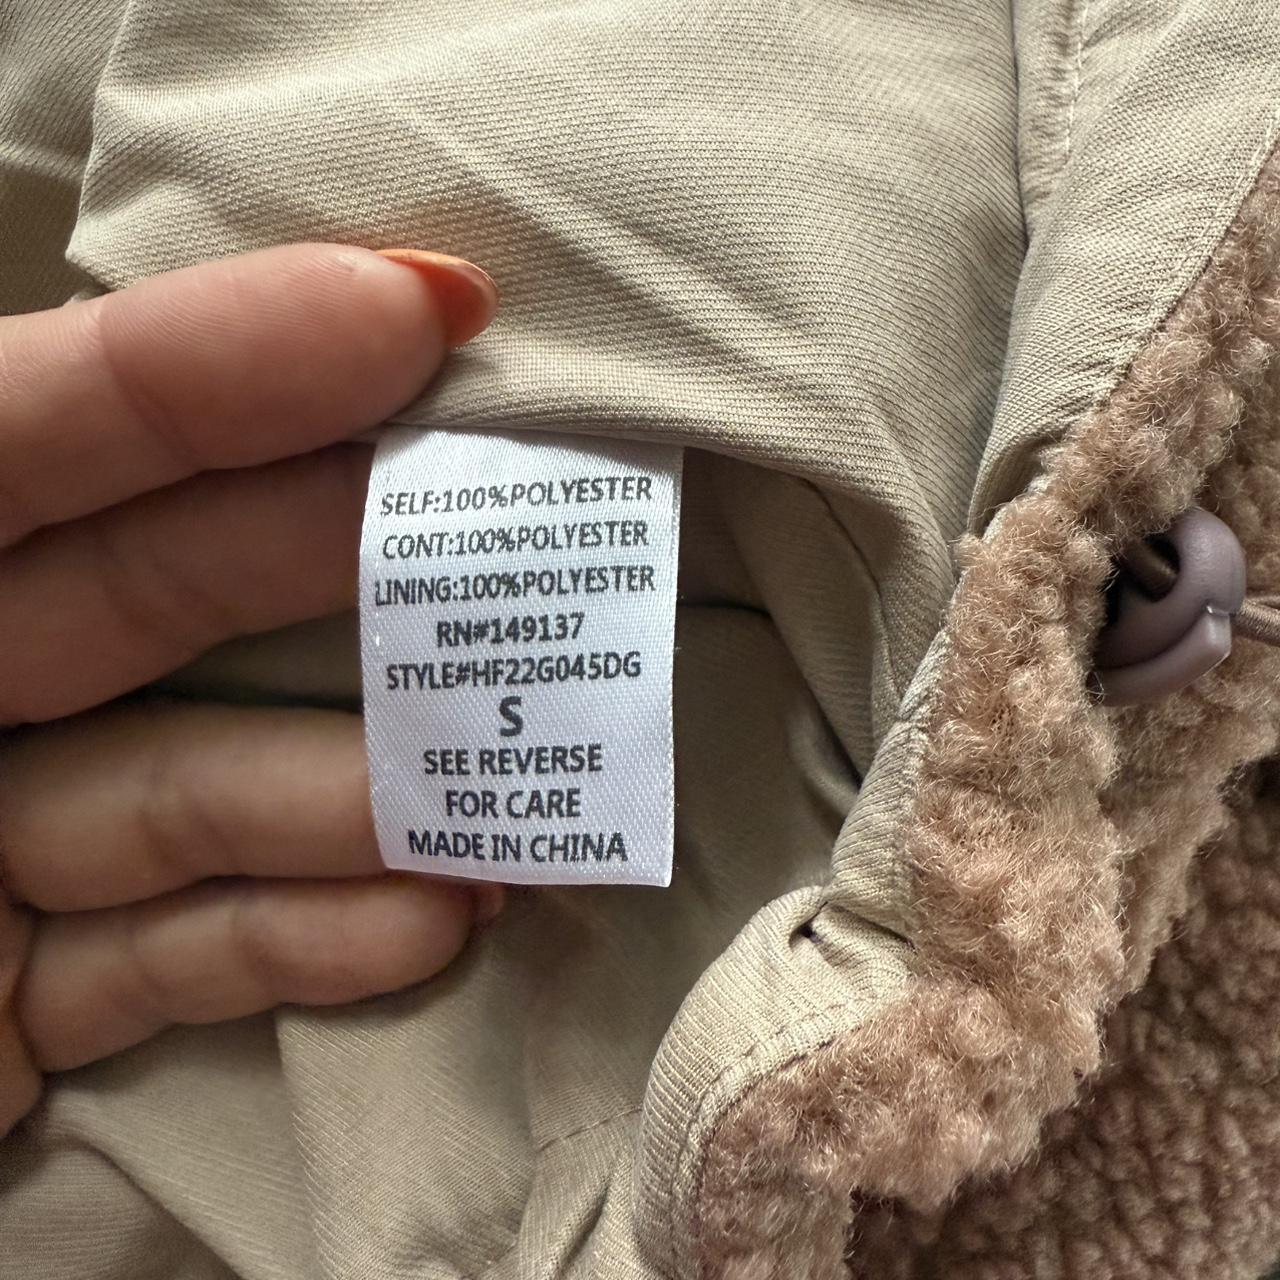 SELF:100%POLYESTER
CONT:100%POLYESTER
LINING:100%POLYESTER
RN#149137
STYLE#HF22G045DG
S
SEE REVERSE
FOR CARE
MADE IN CHINA